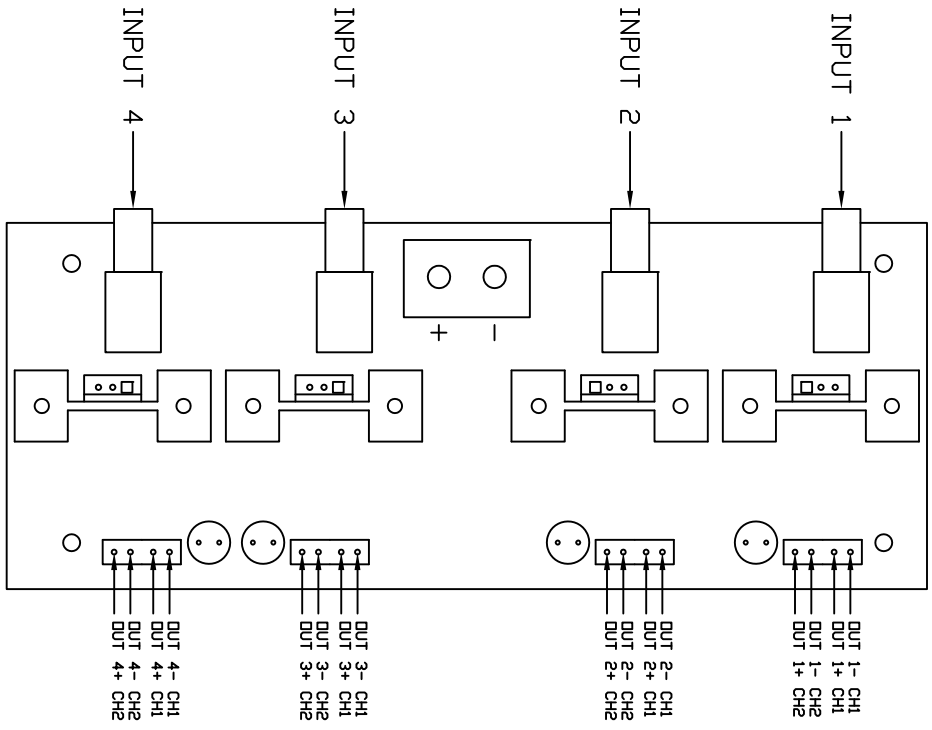 INPUT 4
INPUT 3
INPUT 2
INPUT 1
+
-
OUT 4+ CH2
OUT 4- CH2
OUT 4+ CH1
OUT 4- CH1
OUT 3+ CH2
OUT 3- CH2
OUT 3+ CH1
OUT 3- CH1
OUT 2+ CH2
OUT 2- CH2
OUT 2+ CH1
OUT 2- CH1
OUT 1+ CH2
OUT 1- CH2
OUT 1+ CH1
OUT 1- CH1